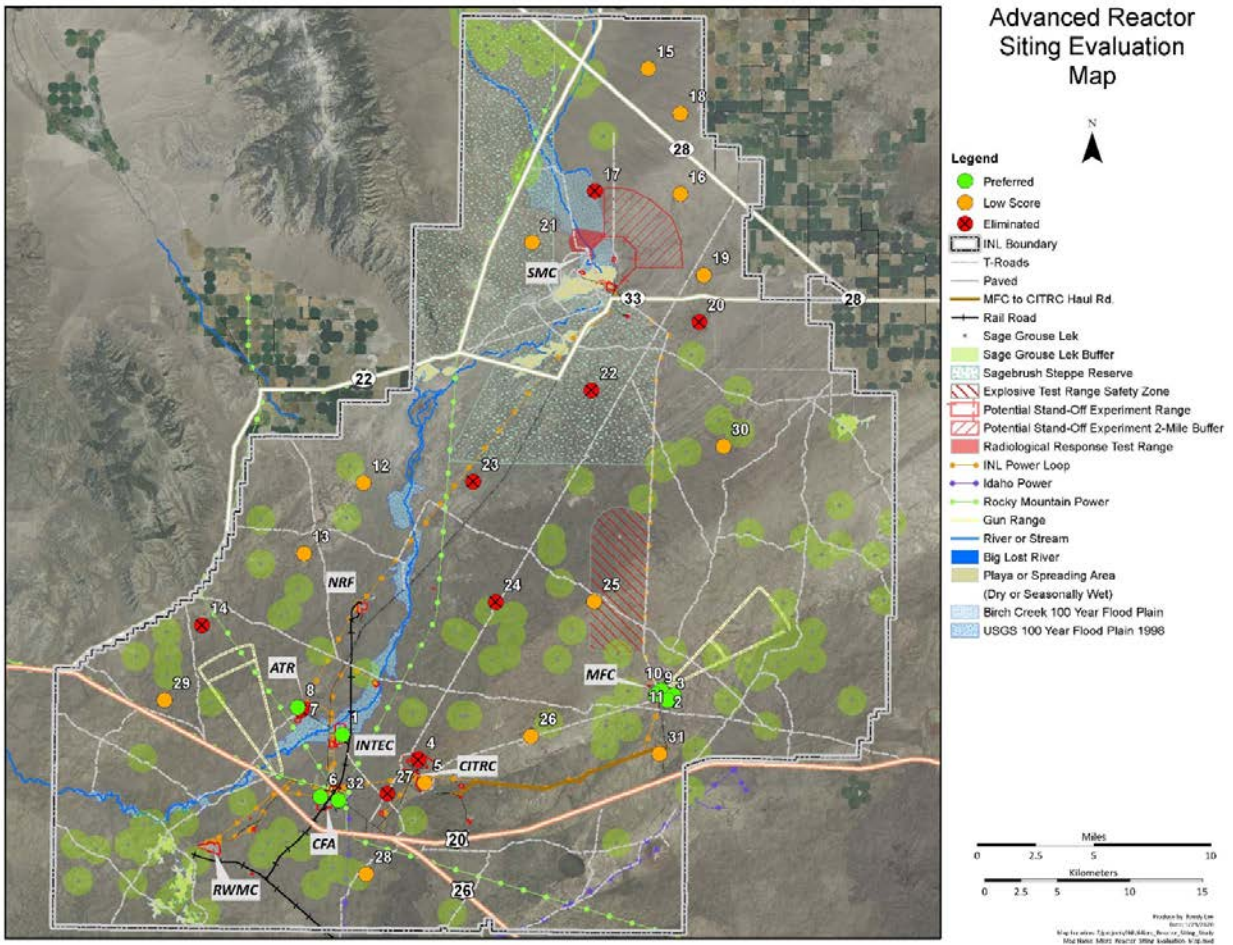 Advanced Reactor
Siting Evaluation
Map
N
Legend
Preferred
Low Score
Eliminated
INL Boundary
T-Roads
Paved
MFC to CITRC Haul Rd.
Rail Road
Sage Grouse Lek
Sage Grouse Lek Buffer
Sagebrush Steppe Reserve
Explosive Test Range Safety Zone
Potential Stand-Off Experiment Range
Potential Stand-Off Experiment 2-Mile Buffer
Radiological Response Test Range
INL Power Loop
Idaho Power
Rocky Mountain Power
Gun Range
River or Stream
Big Lost River
Playa or Spreading Area
(Dry or Seasonally Wet)
Birch Creek 100 Year Flood Plain
USGS 100 Year Flood Plain 1998
15
18
28
17
16
21
SMC
19
33
28
20
22
22
30
12
23
13
NRF
24
25
14
ATR
MFC
10
9
3
11
2
29
8
7
1
INTEC
26
31
4
5
CITRC
6
32
27
CFA
20
28
26
RWMC
Miles
0 2.5 5 10
Kilometers
0 2.5 5 10 15